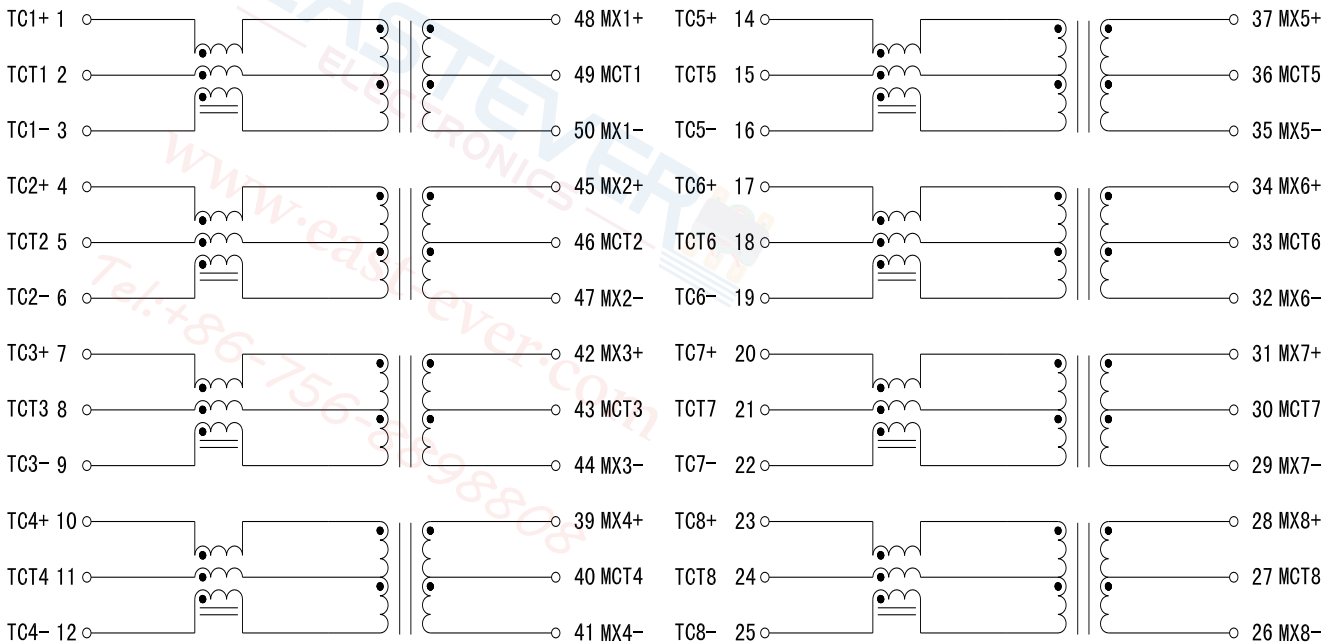 TC1+ 1 48 MX1+ TC5+ 14 37 MX5+
TCT1 2 49 MCT1 TCT5 15 36 MCT5
TC1- 3 50 MX1- TC5- 16 35 MX5-
TC2+ 4 45 MX2+ TC6+ 17 34 MX6+
TCT2 5 46 MCT2 TCT6 18 33 MCT6
TC2- 6 47 MX2- TC6- 19 32 MX6-
TC3+ 7 42 MX3+ TC7+ 20 31 MX7+
TCT3 8 43 MCT3 TCT7 21 30 MCT7
TC3- 9 44 MX3- TC7- 22 29 MX7-
TC4+ 10 39 MX4+ TC8+ 23 28 MX8+
TCT4 11 40 MCT4 TCT8 24 27 MCT8
TC4- 12 41 MX4- TC8- 25 26 MX8-
EASTEVER
ELECTRONICS
www.east-ever.com
Tel:+86-756-8898808